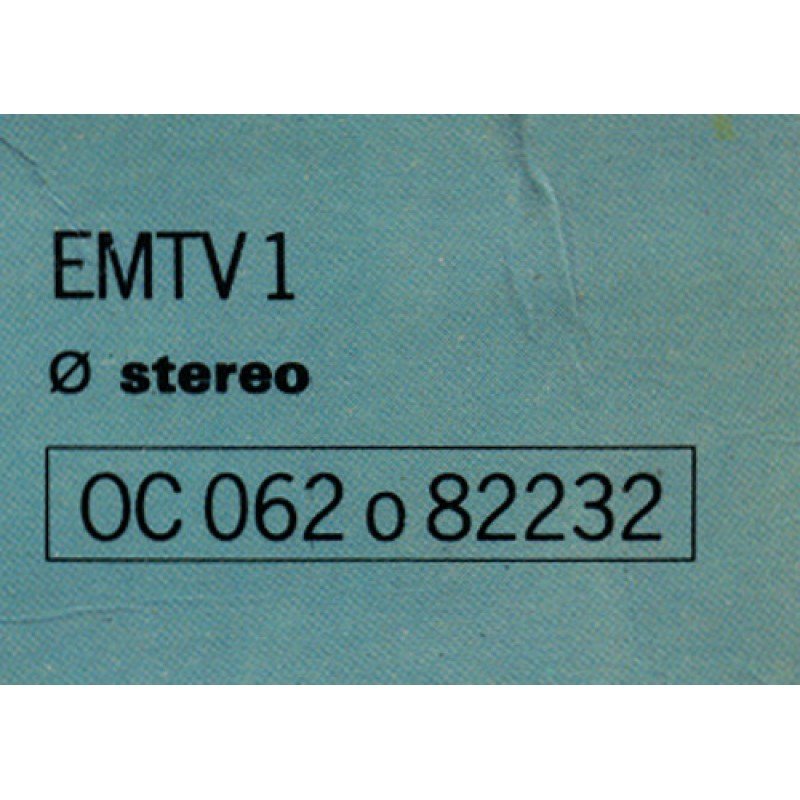 EMTV 1
Ø stereo
OC 062 o 82232